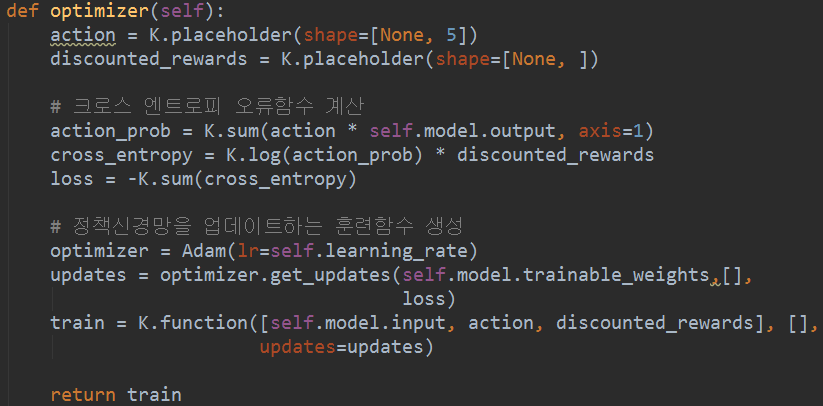 def optimizer(self):
    action = K.placeholder(shape=[None, 5])
    discounted_rewards = K.placeholder(shape=[None, ])

    # 크로스 엔트로피 오류함수 계산
    action_prob = K.sum(action * self.model.output, axis=1)
    cross_entropy = K.log(action_prob) * discounted_rewards
    loss = -K.sum(cross_entropy)

    # 정책신경망을 업데이트하는 훈련함수 생성
    optimizer = Adam(lr=self.learning_rate)
    updates = optimizer.get_updates(self.model.trainable_weights,[],
                                    loss)
    train = K.function([self.model.input, action, discounted_rewards], [],
                       updates=updates)

    return train